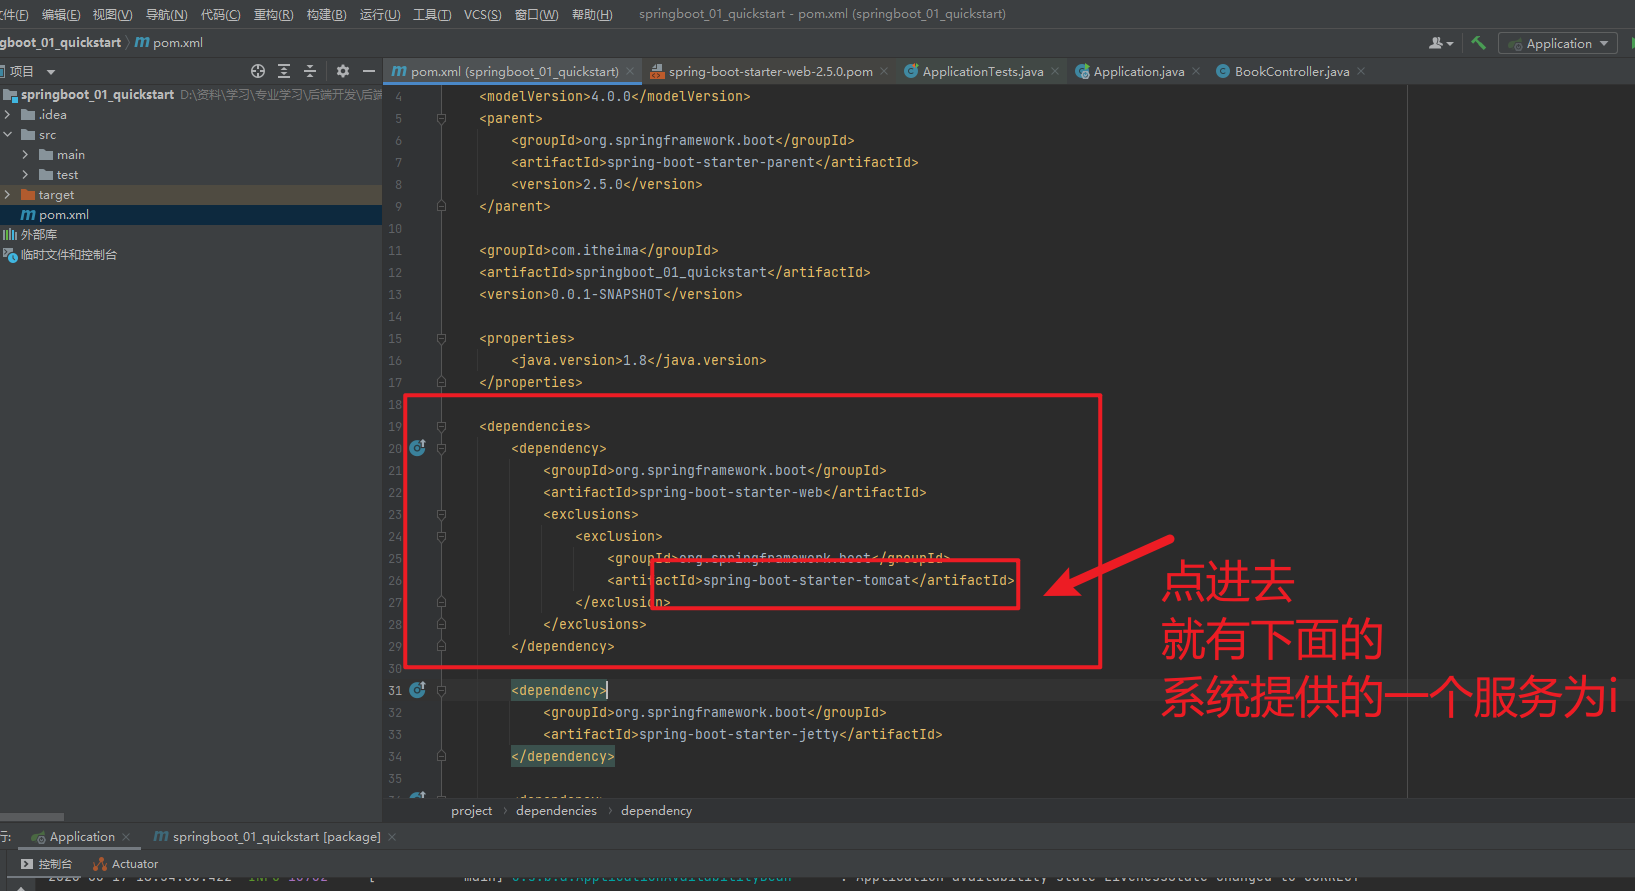 文件(F) 编辑(E) 视图(V) 导航(N) 代码(C) 重构(R) 构建(B) 运行(U) 工具(T) VCS(S) 窗口(W) 帮助(H) springboot_01_quickstart - pom.xml (springboot_01_quickstart)
gboot_01_quickstart pom.xml
Application
项目
pom.xml (springboot_01_quickstart) spring-boot-starter-web-2.5.0.pom ApplicationTests.java Application.java BookController.java
springboot_01_quickstart D:\资料\学习\专业学习\后端开发\后端
.idea
src
main
test
target
pom.xml
外部库
临时文件和控制台
4 <modelVersion>4.0.0</modelVersion>
5 <parent>
6 <groupId>org.springframework.boot</groupId>
7 <artifactId>spring-boot-starter-parent</artifactId>
8 <version>2.5.0</version>
9 </parent>
10
11 <groupId>com.itheima</groupId>
12 <artifactId>springboot_01_quickstart</artifactId>
13 <version>0.0.1-SNAPSHOT</version>
14
15 <properties>
16 <java.version>1.8</java.version>
17 </properties>
18
19 <dependencies>
20 <dependency>
21 <groupId>org.springframework.boot</groupId>
22 <artifactId>spring-boot-starter-web</artifactId>
23 <exclusions>
24 <exclusion>
25 <groupId>org.springframework.boot</groupId>
26 <artifactId>spring-boot-starter-tomcat</artifactId>
27 </exclusion>
28 </exclusions>
29 </dependency>
30
31 <dependency>
32 <groupId>org.springframework.boot</groupId>
33 <artifactId>spring-boot-starter-jetty</artifactId>
34 </dependency>
35
点进去
就有下面的
系统提供的一个服务为i
project dependencies dependency
行: Application springboot_01_quickstart [package]
控制台 Actuator